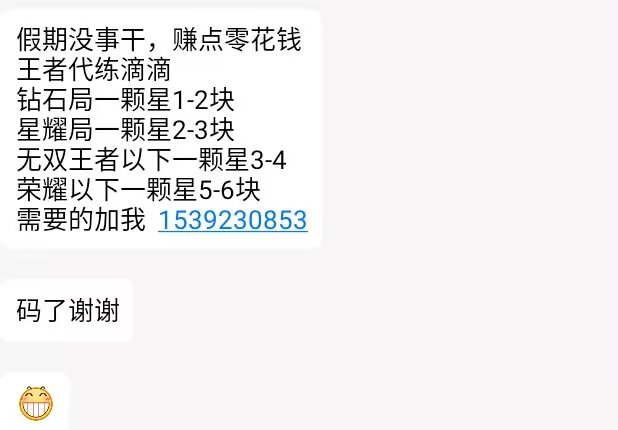 假期没事干，赚点零花钱
王者代练滴滴
钻石局一颗星1-2块
星耀局一颗星2-3块
无双王者以下一颗星3-4
荣耀以下一颗星5-6块
需要的加我 1539230853
码了谢谢